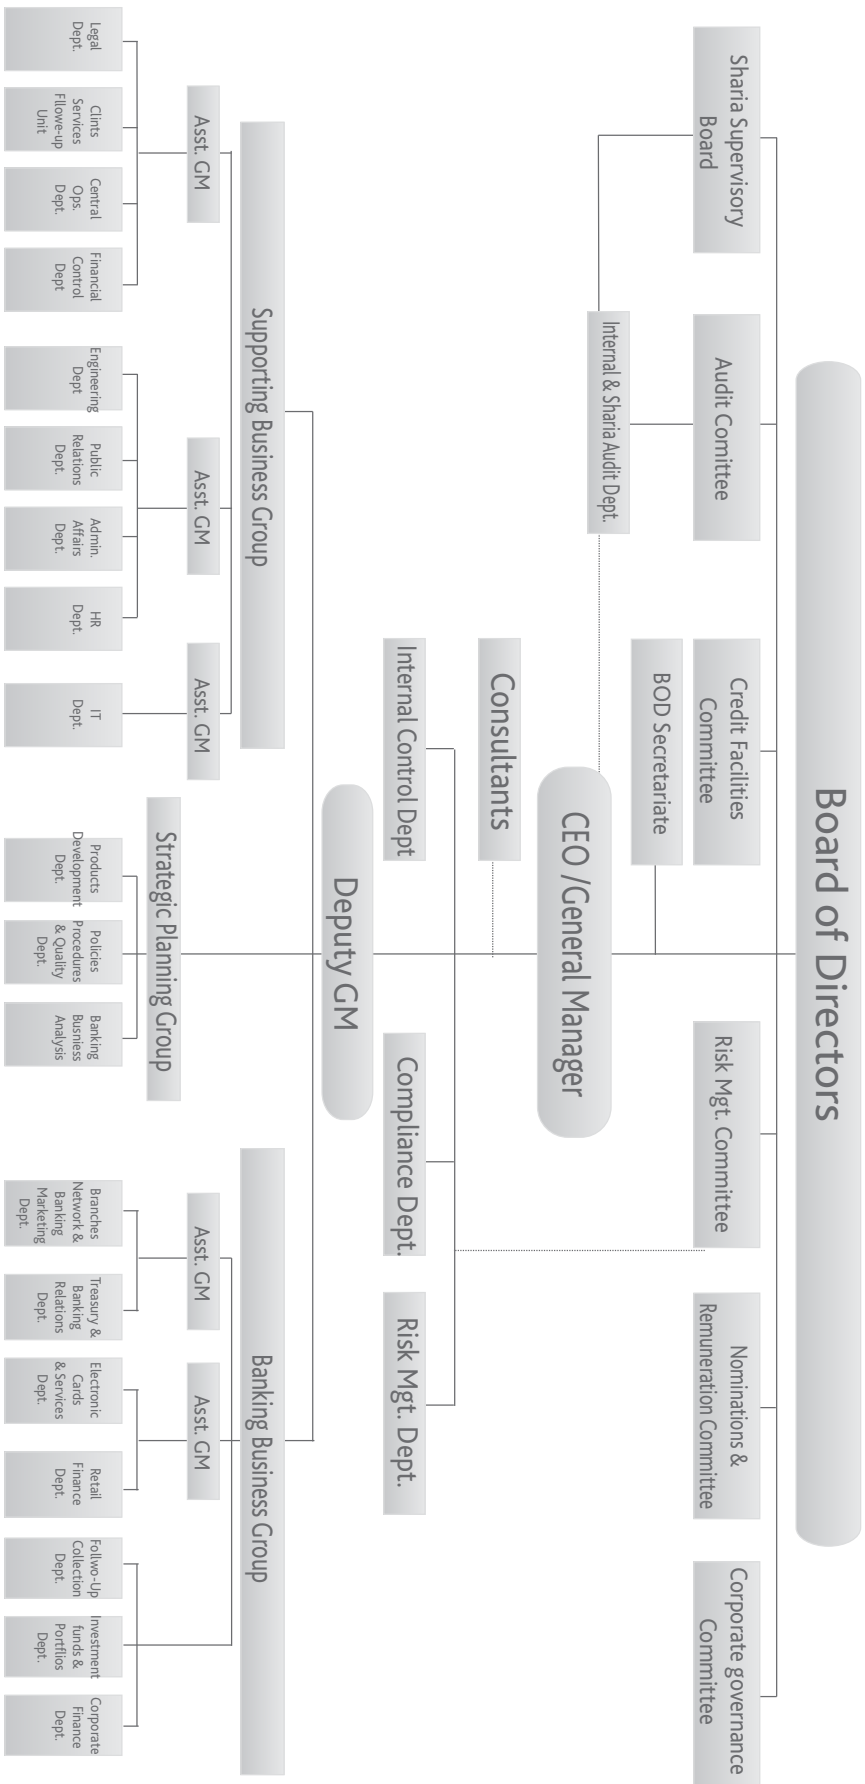 Board of Directors
Sharia Supervisory
Board
Audit Comittee
Credit Facilities
Committee
Risk Mgt. Committee
Nominations &
Remuneration Committee
Corporate governance
Committee
BOD Secretariate
Internal & Sharia Audit Dept.
CEO /General Manager
Consultants
Internal Control Dept
Compliance Dept.
Risk Mgt. Dept.
Deputy GM
Supporting Business Group
Banking Business Group
Asst. GM
Asst. GM
Asst. GM
Strategic Planning Group
Asst. GM
Asst. GM
Legal
Dept.
Clints
Services
Fllowe-up
Unit
Central
Ops.
Dept.
Financial
Control
Dept
Engineering
Dept
Public
Relations
Dept.
Admin.
Affairs
Dept.
HR
Dept.
IT
Dept.
Products
Development
Dept.
Policies
Procedures
& Quality
Dept.
Banking
Busniess
Analysis
Branches
Network &
Banking
Marketing
Dept.
Treasury &
Banking
Relations
Dept.
Electronic
Cards
& Services
Dept.
Retail
Finance
Dept.
Follwo-Up
Collection
Dept.
Investment
funds &
Portflios
Dept.
Corporate
Finance
Dept.